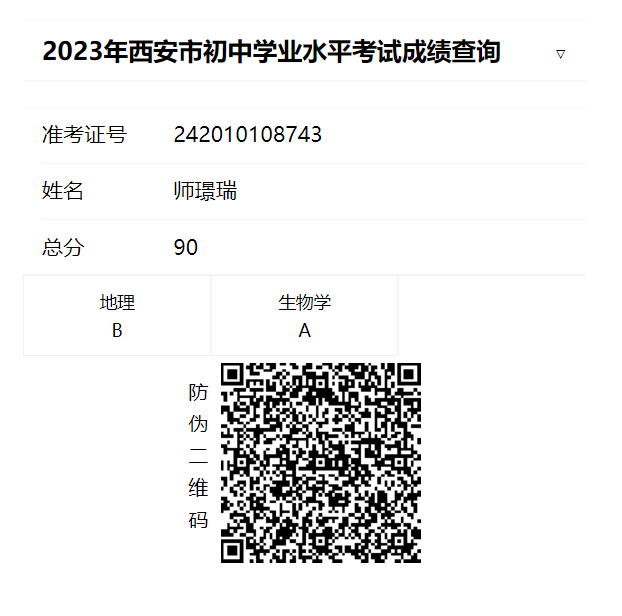 2023年西安市初中学业水平考试成绩查询 ▽
准考证号 242010108743
姓名 师璟瑞
总分 90
地理 生物学
B A
防
伪
二
维
码